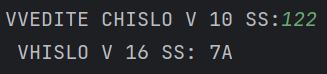 VVEDITE CHISLO V 10 SS:122
VHISLO V 16 SS: 7A